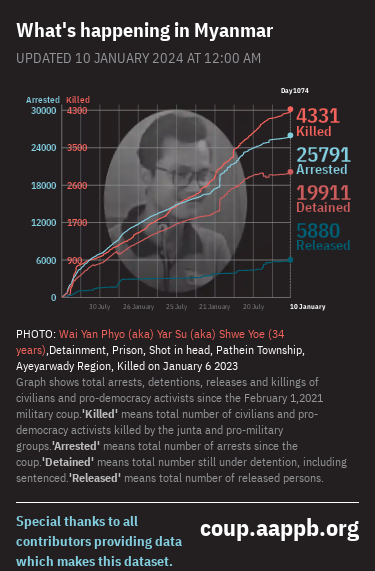 What's happening in Myanmar
UPDATED 10 JANUARY 2024 AT 12:00 AM
Day1074
Arrested Killed
30000 4300
24000 3500
18000 2600
12000 1700
6000 900
0
4331
Killed
25791
Arrested
19911
Detained
5880
Released
30 July 26 January 25 July 21 January 20 July 10 January
PHOTO: Wai Yan Phyo (aka) Yar Su (aka) Shwe Yoe (34
years),Detainment, Prison, Shot in head, Pathein Township,
Ayeyarwady Region, Killed on January 6 2023
Graph shows total arrests, detentions, releases and killings of
civilians and pro-democracy activists since the February 1,2021
military coup.'Killed' means total number of civilians and pro-
democracy activists killed by the junta and pro-military
groups.'Arrested' means total number of arrests since the
coup.'Detained' means total number still under detention, including
sentenced.'Released' means total number of released persons.
Special thanks to all
contributors providing data
which makes this dataset.
coup.aappb.org